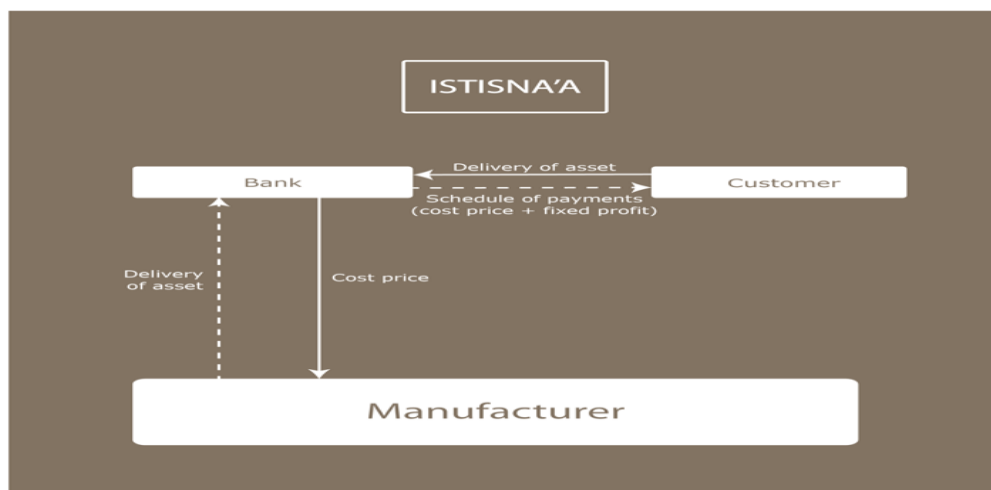 ISTISNA'A
Delivery of asset
Bank
Customer
Schedule of payments
(cost price + fixed profit)
Delivery
of asset
Cost price
Manufacturer